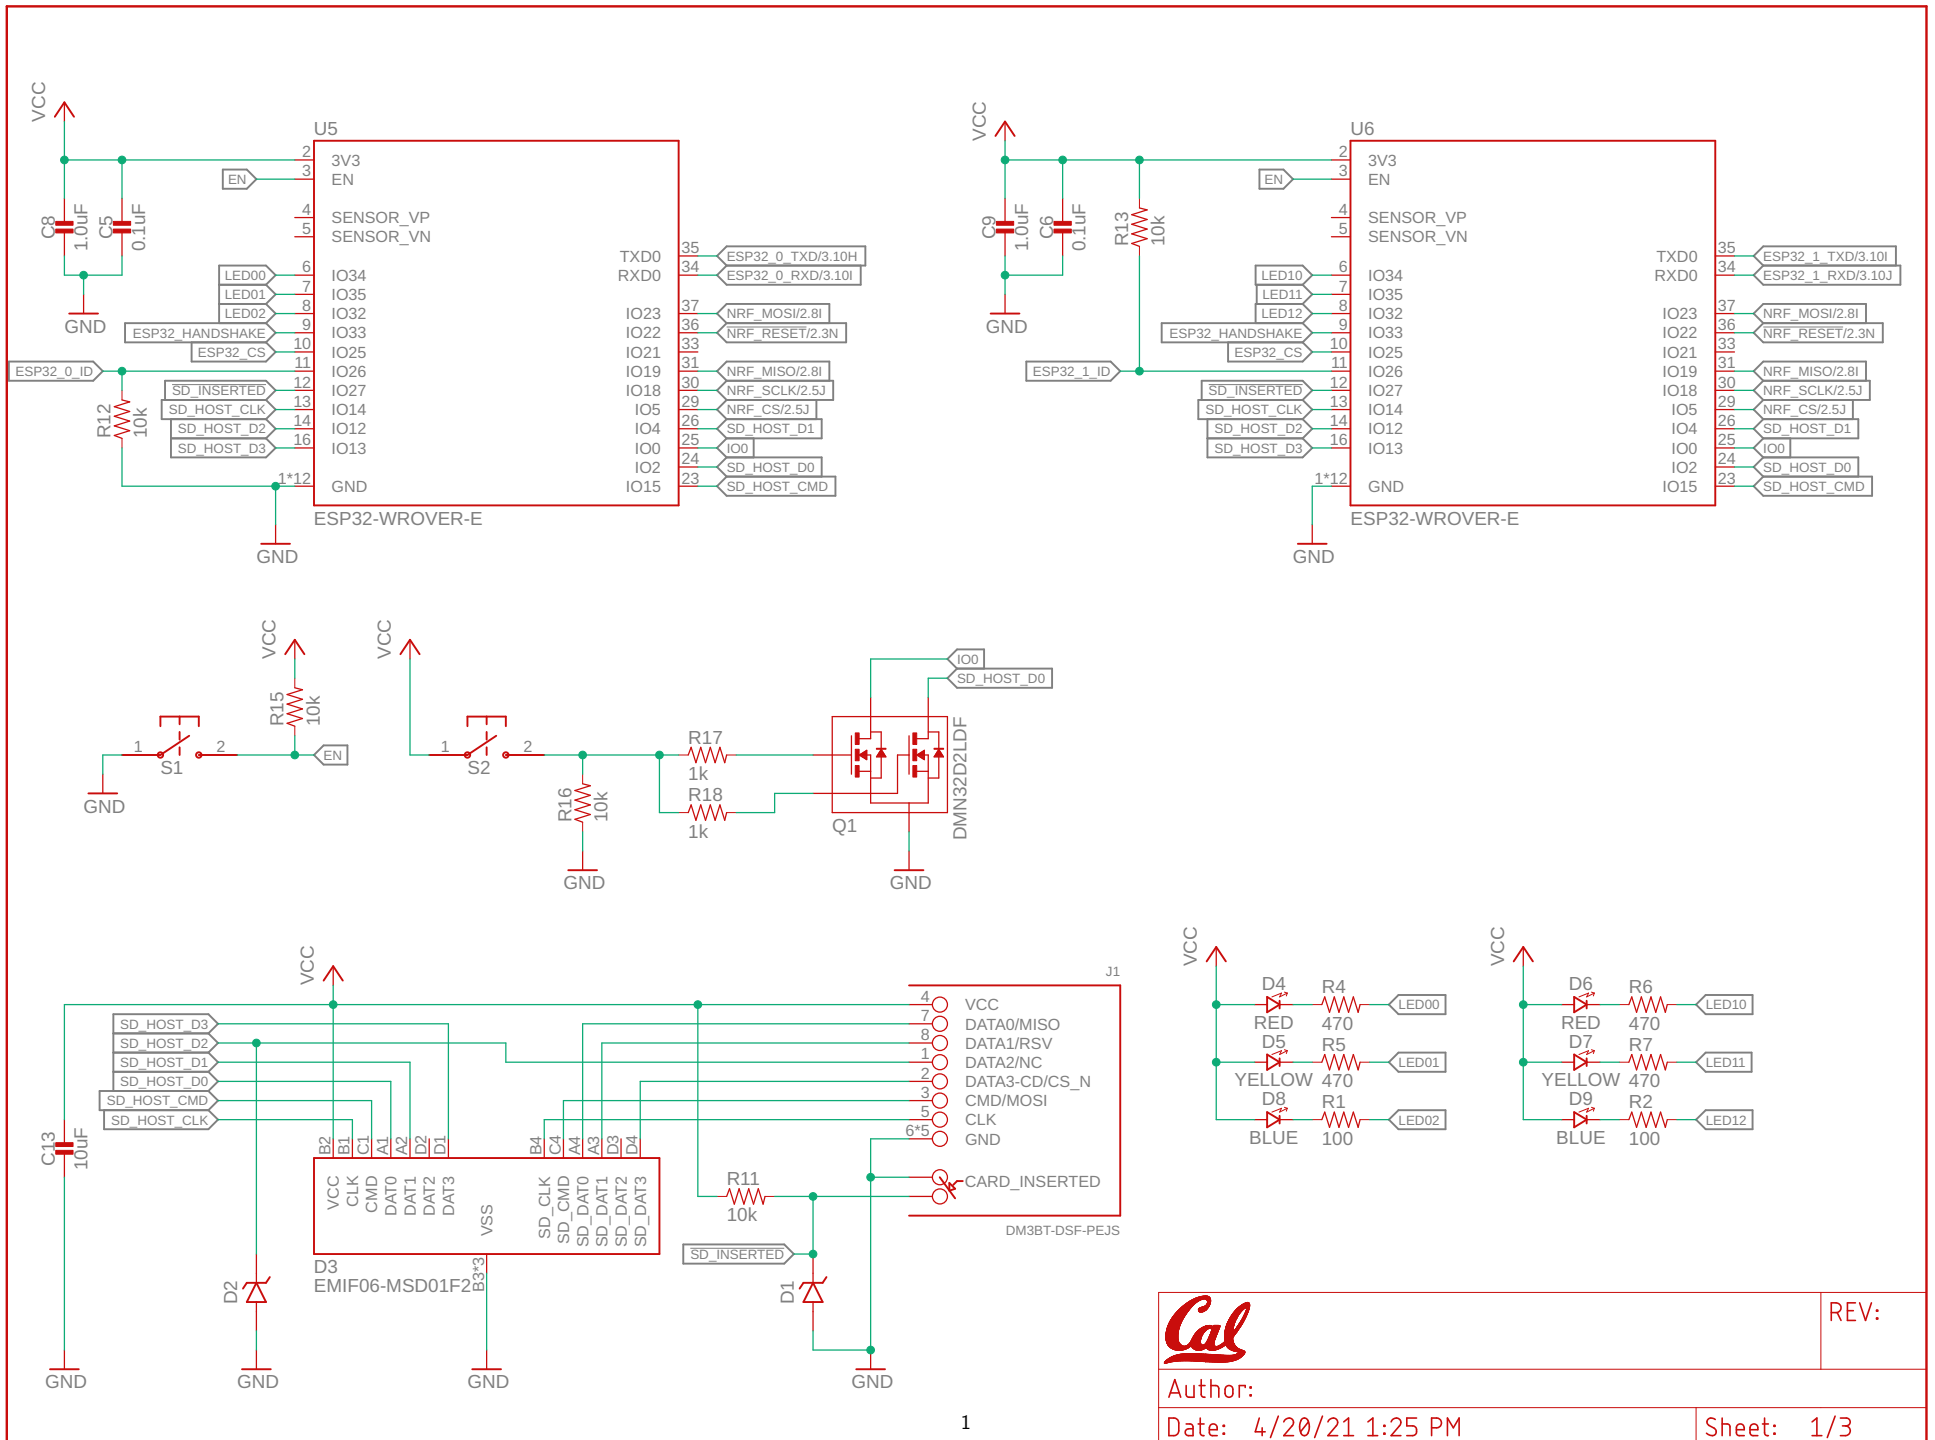 VCC
U5
2 3V3
EN 3 EN
4 SENSOR_VP
5 SENSOR_VN
C8 1.0uF
C5 0.1uF
GND
LED00 6 IO34
LED01 7 IO35
LED02 8 IO32
ESP32_HANDSHAKE 9 IO33
ESP32_CS 10 IO25
ESP32_0_ID 11 IO26
SD_INSERTED 12 IO27
SD_HOST_CLK 13 IO14
SD_HOST_D2 14 IO12
SD_HOST_D3 16 IO13
R12 10k
1*12 GND
GND
TXD0 35 ESP32_0_TXD/3.10H
RXD0 34 ESP32_0_RXD/3.10I
IO23 37 NRF_MOSI/2.8I
IO22 36 NRF_RESET/2.3N
IO21 33
IO19 31 NRF_MISO/2.8I
IO18 30 NRF_SCLK/2.5J
IO5 29 NRF_CS/2.5J
IO4 26 SD_HOST_D1
IO0 25 IO0
IO2 24 SD_HOST_D0
IO15 23 SD_HOST_CMD
ESP32-WROVER-E
VCC
U6
2 3V3
EN 3 EN
4 SENSOR_VP
5 SENSOR_VN
C9 1.0uF
C6 0.1uF
R13 10k
GND
LED10 6 IO34
LED11 7 IO35
LED12 8 IO32
ESP32_HANDSHAKE 9 IO33
ESP32_CS 10 IO25
ESP32_1_ID 11 IO26
SD_INSERTED 12 IO27
SD_HOST_CLK 13 IO14
SD_HOST_D2 14 IO12
SD_HOST_D3 16 IO13
1*12 GND
GND
TXD0 35 ESP32_1_TXD/3.10I
RXD0 34 ESP32_1_RXD/3.10J
IO23 37 NRF_MOSI/2.8I
IO22 36 NRF_RESET/2.3N
IO21 33
IO19 31 NRF_MISO/2.8I
IO18 30 NRF_SCLK/2.5J
IO5 29 NRF_CS/2.5J
IO4 26 SD_HOST_D1
IO0 25 IO0
IO2 24 SD_HOST_D0
IO15 23 SD_HOST_CMD
ESP32-WROVER-E
VCC
R15 10k
1 2
S1
EN
GND
VCC
1 2
S2
R16 10k
GND
R17
1k
R18
1k
IO0
SD_HOST_D0
Q1
DMN32D2LDF
GND
VCC
SD_HOST_D3
SD_HOST_D2
SD_HOST_D1
SD_HOST_D0
SD_HOST_CMD
SD_HOST_CLK
C13 10uF
GND
D2
GND
B2 B1 C1 A1 A2 D2 D1
VCC CLK CMD DAT0 DAT1 DAT2 DAT3
VSS
B3*3
B4 C4 A4 A3 D3 D4
SD_CLK SD_CMD SD_DAT0 SD_DAT1 SD_DAT2 SD_DAT3
D3
EMIF06-MSD01F2
GND
J1
4 VCC
7 DATA0/MISO
8 DATA1/RSV
1 DATA2/NC
2 DATA3-CD/CS_N
3 CMD/MOSI
5 CLK
6*5 GND
CARD_INSERTED
DM3BT-DSF-PEJS
R11
10k
SD_INSERTED
D1
GND
VCC
D4 R4 LED00
RED 470
D5 R5 LED01
YELLOW 470
D8 R1 LED02
BLUE 100
VCC
D6 R6 LED10
RED 470
D7 R7 LED11
YELLOW 470
D9 R2 LED12
BLUE 100
Cal
REV:
Author:
Date: 4/20/21 1:25 PM
Sheet: 1/3
1